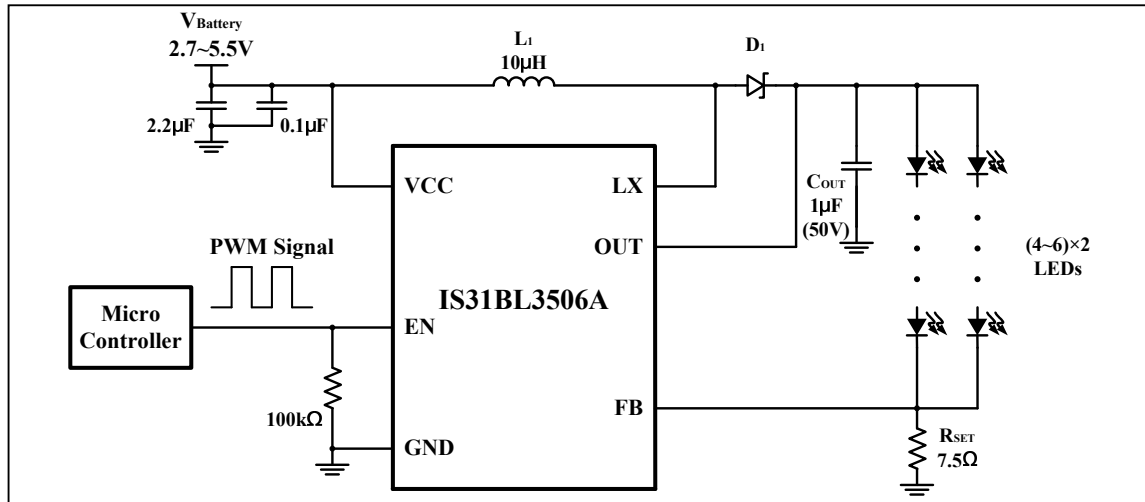 VBattery
2.7~5.5V
L1
10µH
D1
2.2µF
0.1µF
VCC
LX
COUT
1µF
(50V)
OUT
(4~6)×2
LEDs
PWM Signal
IS31BL3506A
Micro
Controller
EN
100kΩ
FB
GND
RSET
7.5Ω